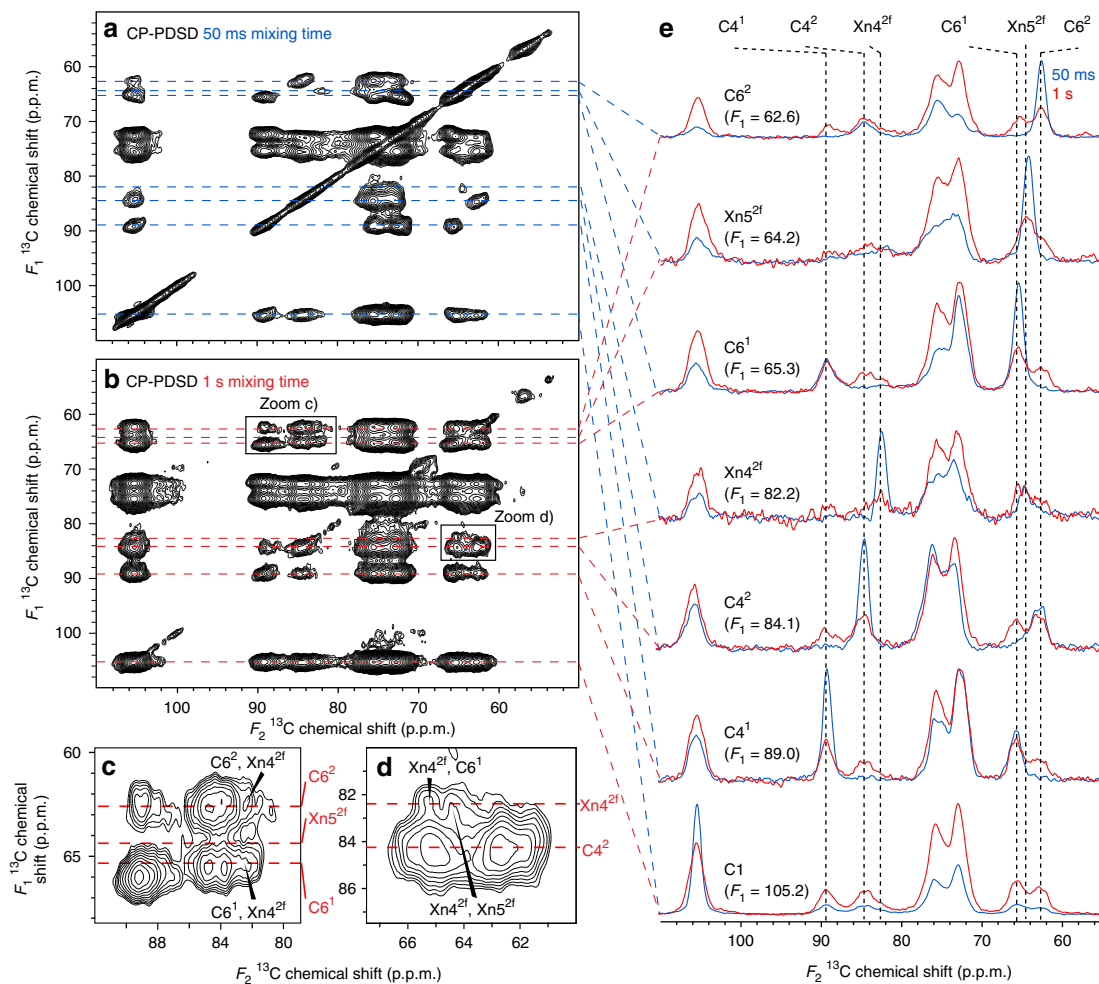 a CP-PDSD 50 ms mixing time
60
70
80
90
100
F₁ ¹³C chemical shift (p.p.m.)
b CP-PDSD 1 s mixing time
Zoom c)
Zoom d)
60
70
80
90
100
F₁ ¹³C chemical shift (p.p.m.)
100 90 80 70 60
F₂ ¹³C chemical shift (p.p.m.)
c
C6², Xn4²ᶠ
C6¹, Xn4²ᶠ
C6²
Xn5²ᶠ
C6¹
60
65
F₁ ¹³C chemical
shift (p.p.m.)
88 84 80
d
Xn4²ᶠ, C6¹
Xn4²ᶠ, Xn5²ᶠ
Xn4²ᶠ
C4²
82
84
86
66 64 62
F₂ ¹³C chemical shift (p.p.m.)
e
C4¹ C4² Xn4²ᶠ C6¹ Xn5²ᶠ C6²
50 ms
1 s
C6²
(F₁ = 62.6)
Xn5²ᶠ
(F₁ = 64.2)
C6¹
(F₁ = 65.3)
Xn4²ᶠ
(F₁ = 82.2)
C4²
(F₁ = 84.1)
C4¹
(F₁ = 89.0)
C1
(F₁ = 105.2)
100 90 80 70 60
F₂ ¹³C chemical shift (p.p.m.)